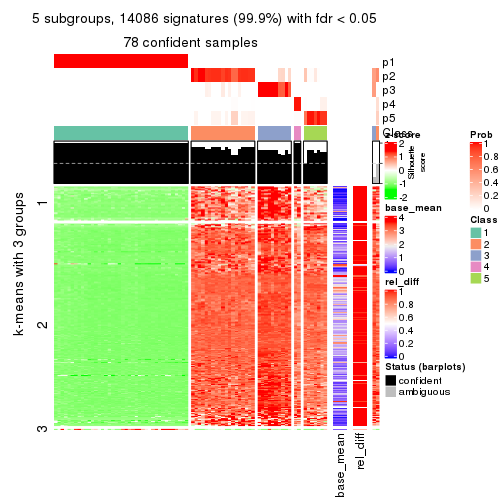 5 subgroups, 14086 signatures (99.9%) with fdr < 0.05
78 confident samples
p1
p2
p3
p4
p5
Class
k-means with 3 groups
1
2
3
base_mean
rel_diff
z-score
2
1
0
-1
-2
Silhouette
score
base_mean
4
3
2
1
0
rel_diff
1
0.8
0.6
0.4
0.2
0
Status (barplots)
confident
ambiguous
Prob
1
0.8
0.6
0.4
0.2
0
Class
1
2
3
4
5